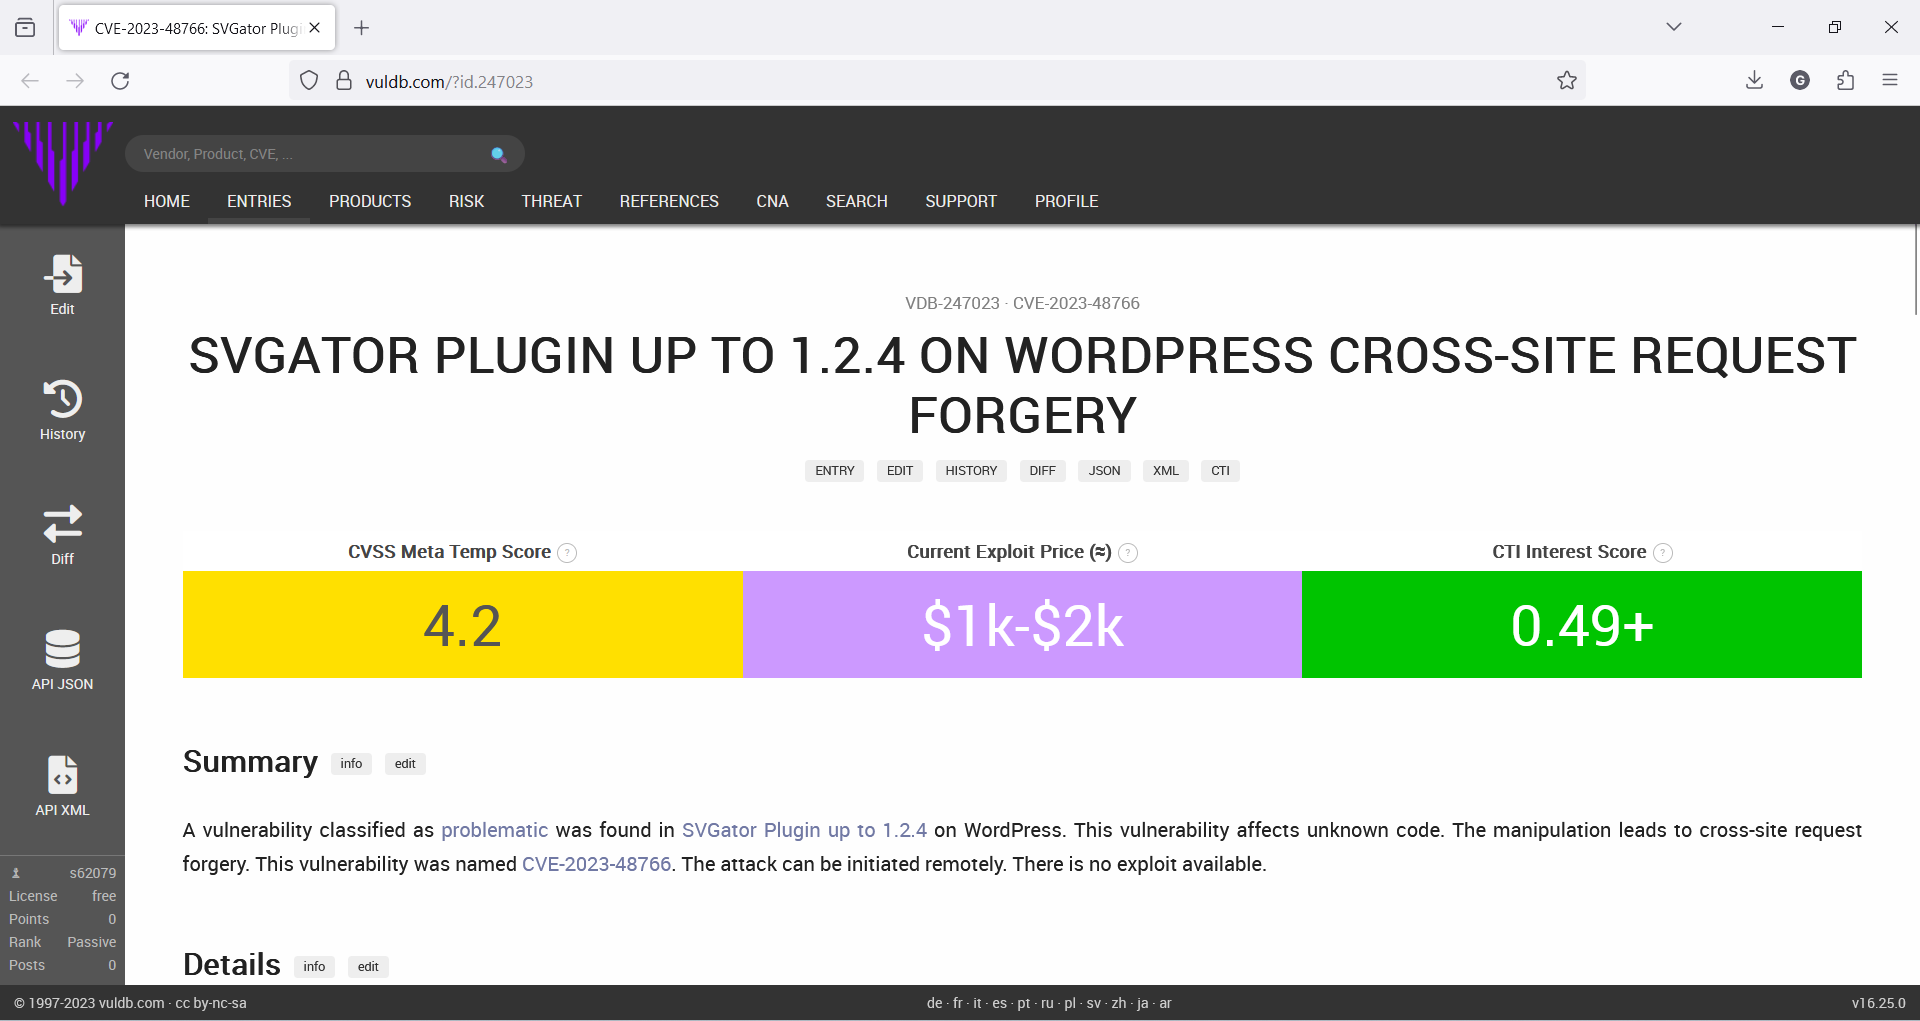 CVE-2023-48766: SVGator Plugi
vuldb.com/?id.247023
G
Vendor, Product, CVE, ...
HOME ENTRIES PRODUCTS RISK THREAT REFERENCES CNA SEARCH SUPPORT PROFILE
Edit
History
Diff
API JSON
API XML
s62079
License free
Points 0
Rank Passive
Posts 0
VDB-247023 · CVE-2023-48766
SVGATOR PLUGIN UP TO 1.2.4 ON WORDPRESS CROSS-SITE REQUEST
FORGERY
ENTRY EDIT HISTORY DIFF JSON XML CTI
CVSS Meta Temp Score ? Current Exploit Price (≈) ? CTI Interest Score ?
4.2 $1k-$2k 0.49+
Summary info edit
A vulnerability classified as problematic was found in SVGator Plugin up to 1.2.4 on WordPress. This vulnerability affects unknown code. The manipulation leads to cross-site request
forgery. This vulnerability was named CVE-2023-48766. The attack can be initiated remotely. There is no exploit available.
Details info edit
© 1997-2023 vuldb.com · cc by-nc-sa de · fr · it · es · pt · ru · pl · sv · zh · ja · ar v16.25.0